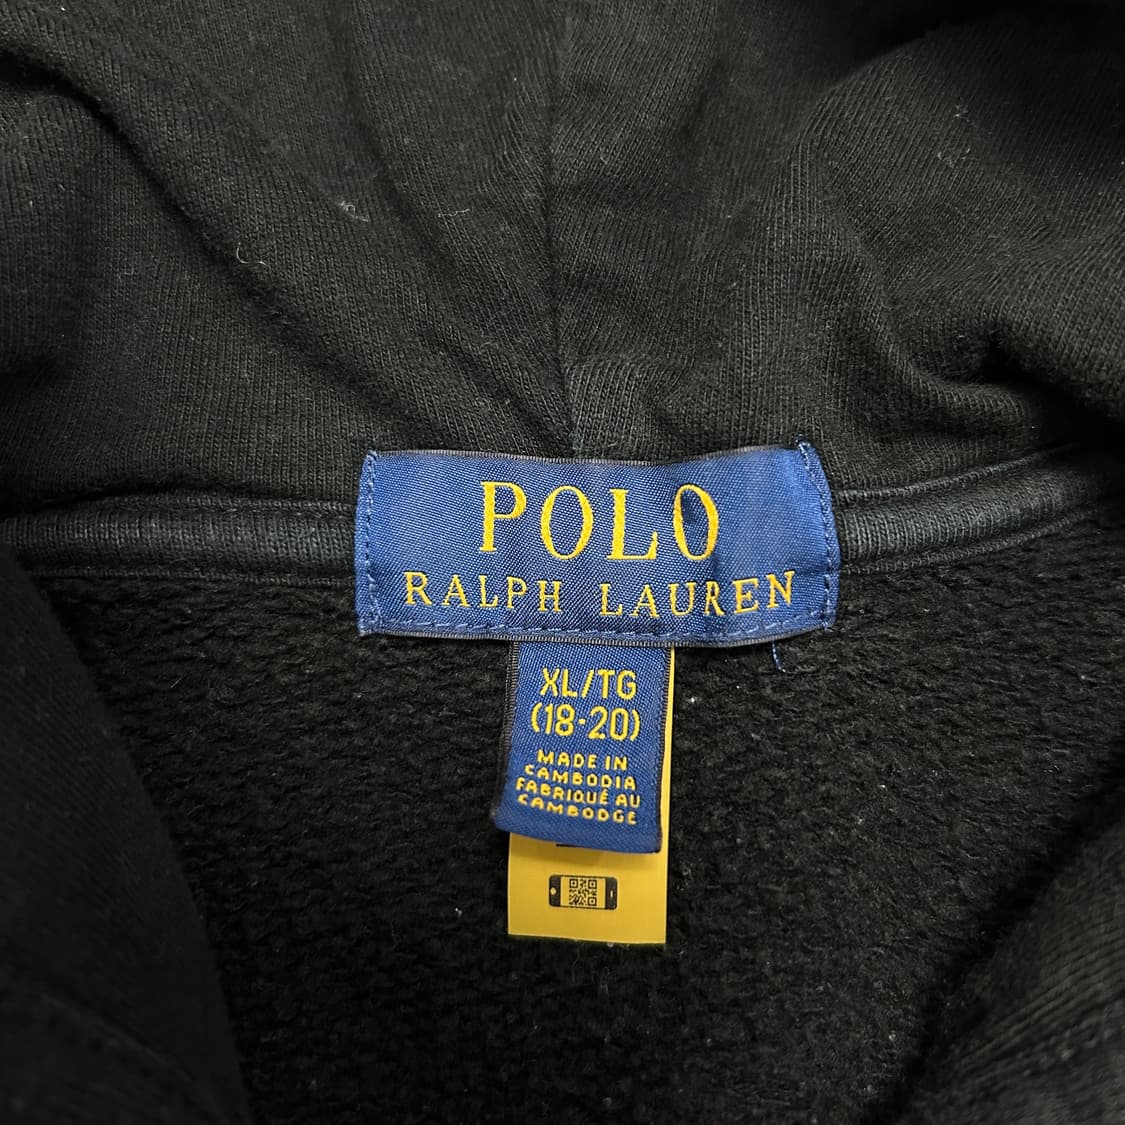 POLO
RALPH LAUREN
XL/TG
(18-20)
MADE IN
CAMBODIA
FABRIQUÉ AU
CAMBODGE